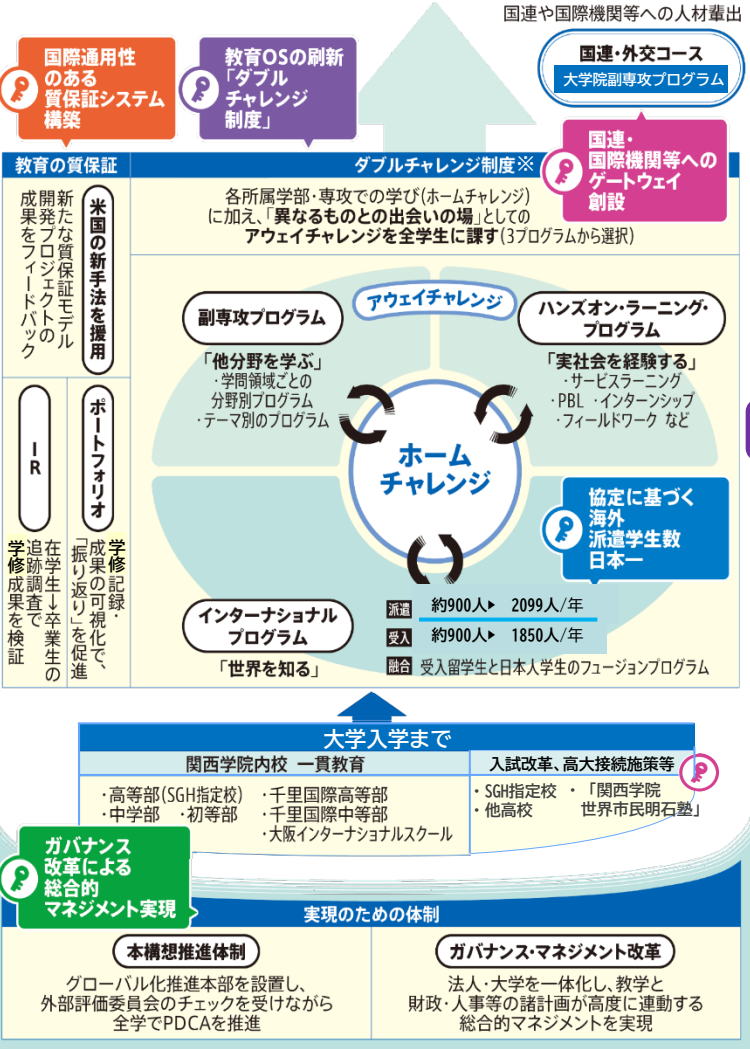 国連や国際機関等への人材輩出
国連・外交コース
大学院副専攻プログラム
国際通用性
のある
質保証システム
構築
教育OSの刷新
「ダブル
チャレンジ
制度」
国連・
国際機関等への
ゲートウェイ
創設
教育の質保証
米国の新手法を援用
新たな質保証モデル
開発プロジェクトの
成果をフィードバック
ポートフォリオ
学修記録・
成果の可視化で、
「振り返り」を促進
IR
在学生→卒業生の
追跡調査で
学修成果を検証
ダブルチャレンジ制度※
各所属学部・専攻での学び(ホームチャレンジ)
に加え、「異なるものとの出会いの場」としての
アウェイチャレンジを全学生に課す(3プログラムから選択)
アウェイチャレンジ
副専攻プログラム
「他分野を学ぶ」
・学問領域ごとの
分野別プログラム
・テーマ別のプログラム
ハンズオン・ラーニング・
プログラム
「実社会を経験する」
・サービスラーニング
・PBL ・インターンシップ
・フィールドワーク など
ホーム
チャレンジ
協定に基づく
海外
派遣学生数
日本一
インターナショナル
プログラム
「世界を知る」
派遣 約900人▶ 2099人/年
受入 約900人▶ 1850人/年
融合 受入留学生と日本人学生のフュージョンプログラム
大学入学まで
関西学院内校 一貫教育
・高等部(SGH指定校)
・中学部 ・初等部
・千里国際高等部
・千里国際中等部
・大阪インターナショナルスクール
入試改革、高大接続施策等
・SGH指定校
・他高校
・「関西学院
世界市民明石塾」
ガバナンス
改革による
総合的
マネジメント実現
実現のための体制
本構想推進体制
グローバル化推進本部を設置し、
外部評価委員会のチェックを受けながら
全学でPDCAを推進
ガバナンス・マネジメント改革
法人・大学を一体化し、教学と
財政・人事等の諸計画が高度に連動する
総合的マネジメントを実現